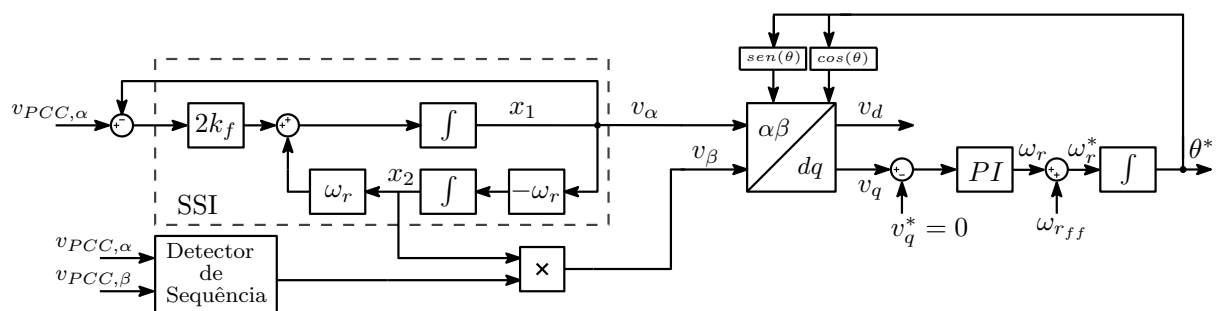 sen(θ)
cos(θ)
v_{PCC,α}
+
−
2k_f
+
+
∫
x_1
v_α
αβ
dq
v_d
v_q
+
−
PI
ω_r
+
+
ω_r^*
∫
θ^*
v_q^* = 0
ω_{r_{ff}}
v_β
ω_r
x_2
∫
−ω_r
SSI
v_{PCC,α}
v_{PCC,β}
Detector
de
Sequência
×